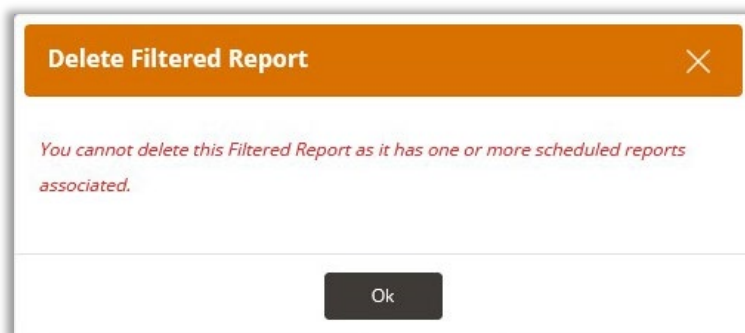 Delete Filtered Report
You cannot delete this Filtered Report as it has one or more scheduled reports
associated.
Ok